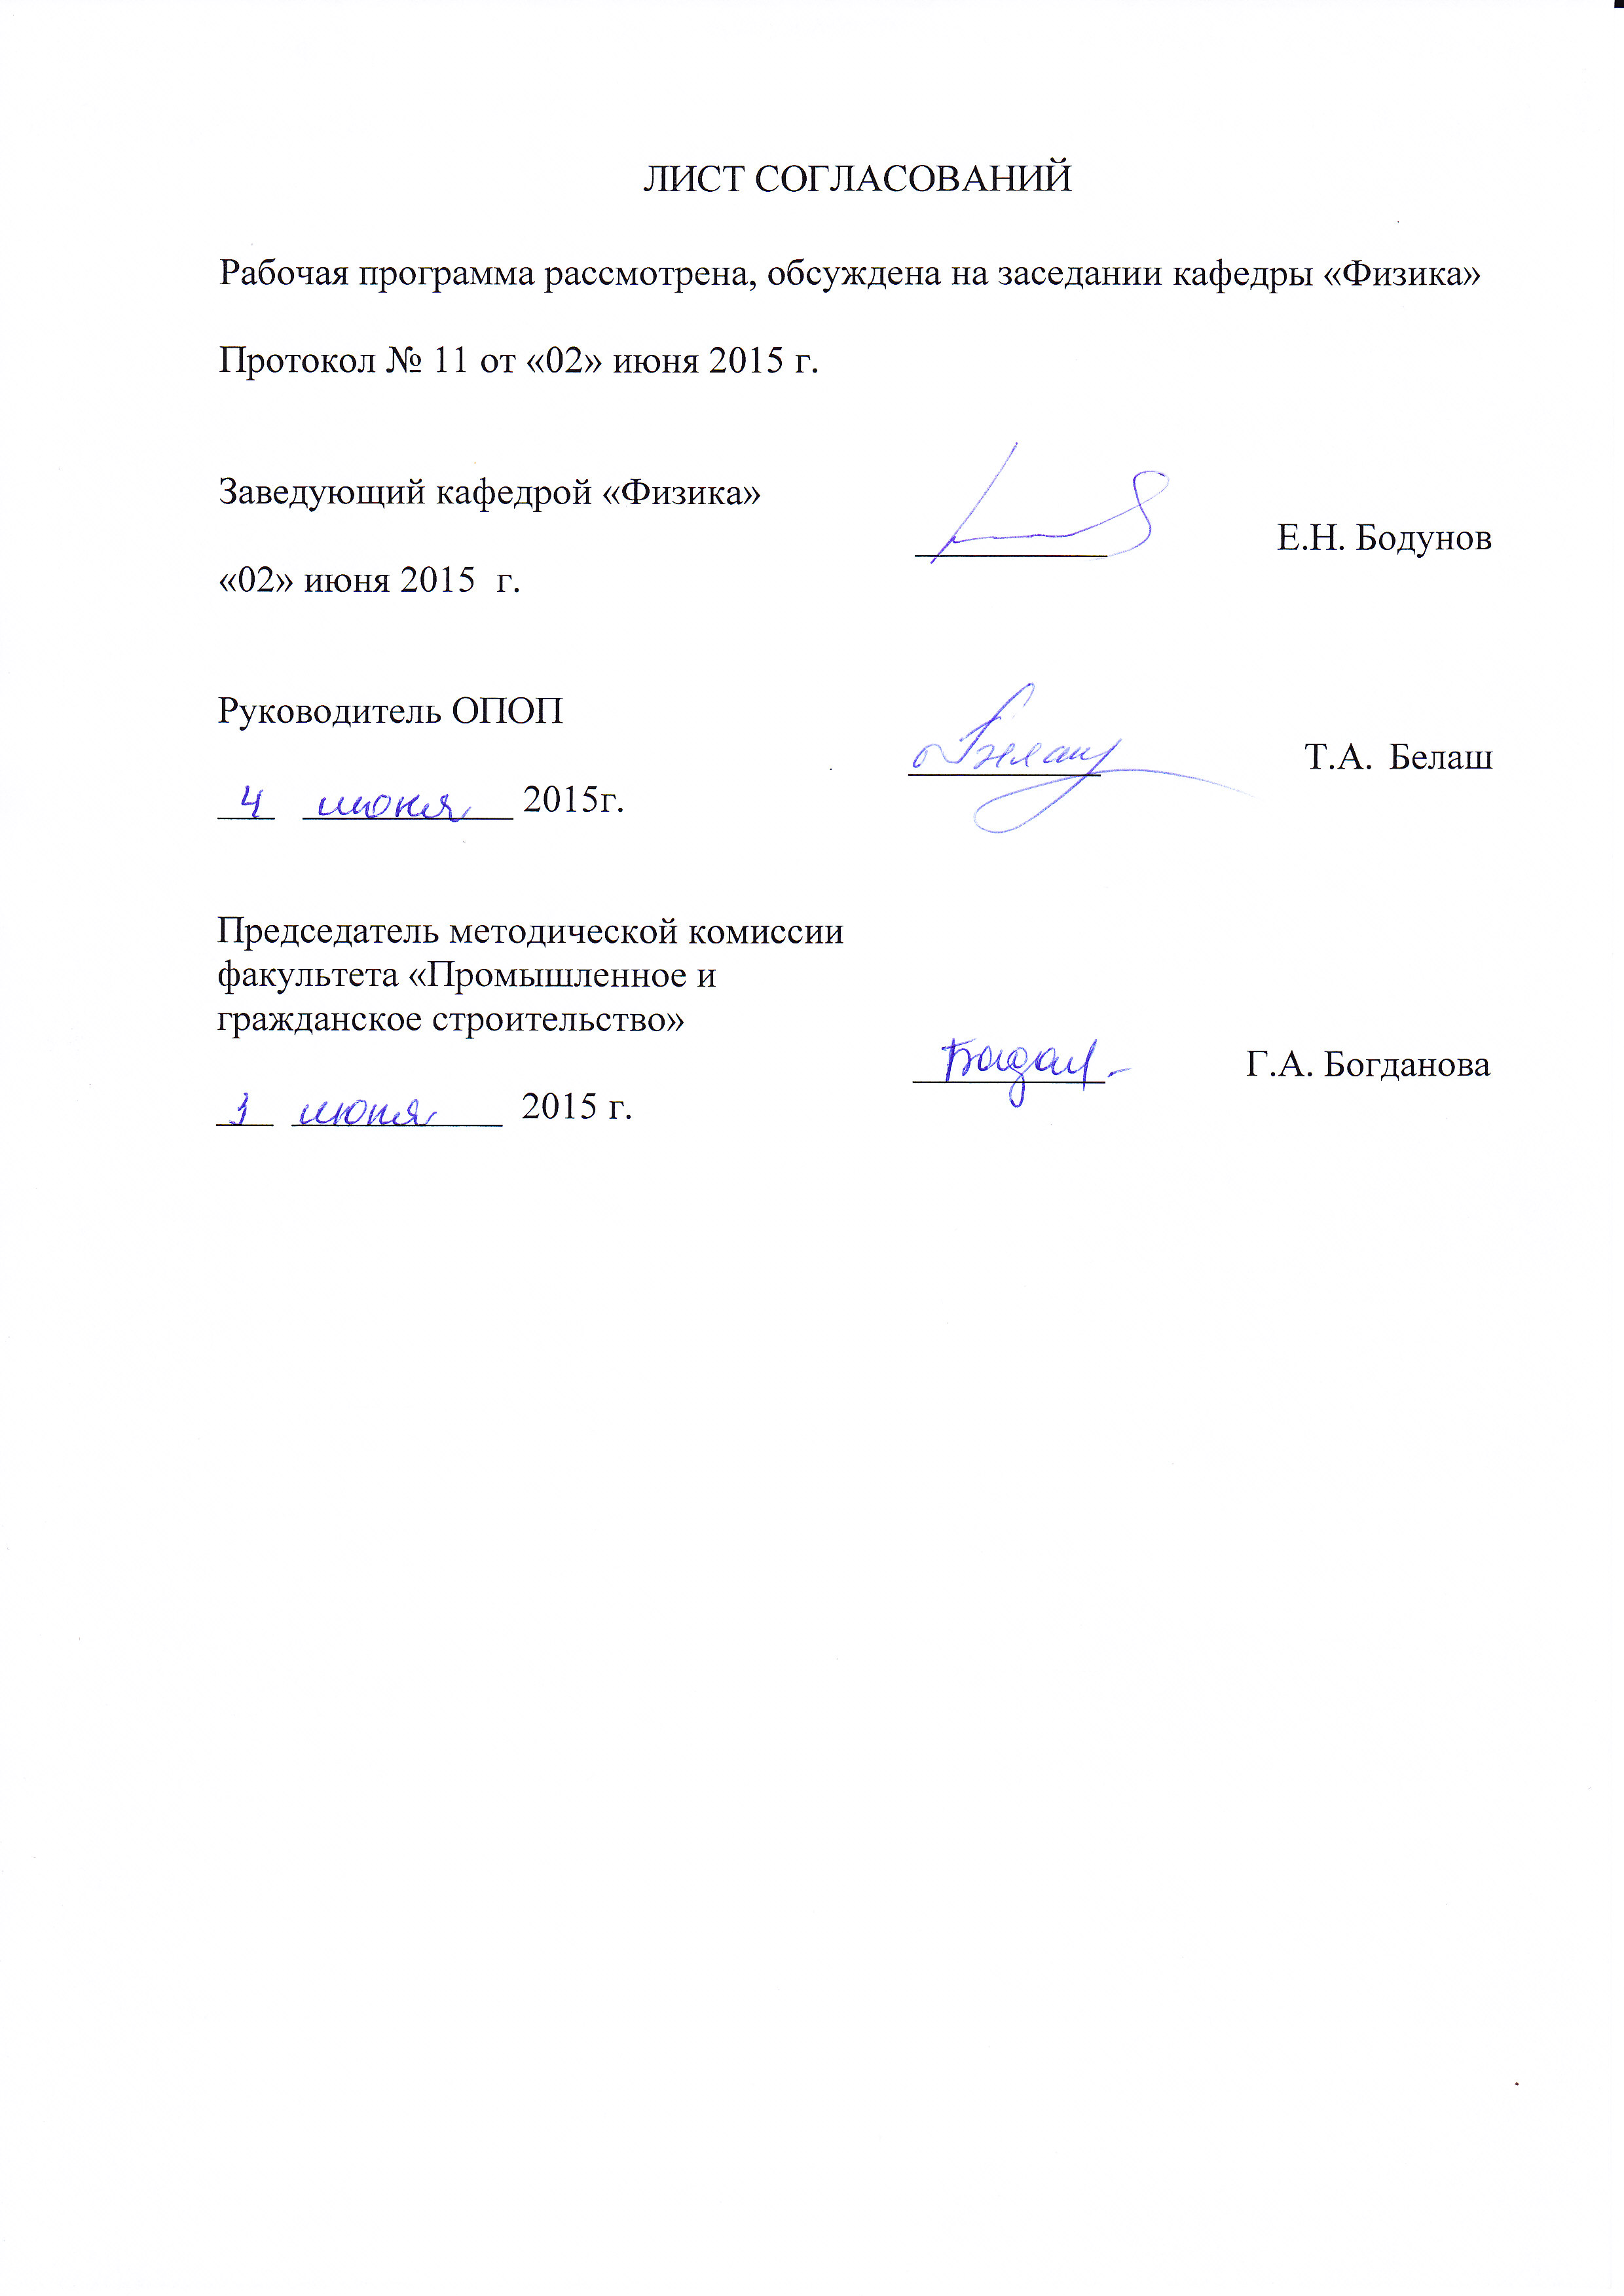 ЛИСТ СОГЛАСОВАНИЙ
Рабочая программа рассмотрена, обсуждена на заседании кафедры «Физика»
Протокол № 11 от «02» июня 2015 г.
Заведующий кафедрой «Физика»
Е.Н. Бодунов
«02» июня 2015 г.
Руководитель ОПОП
Т.А. Белаш
4 июня 2015г.
Председатель методической комиссии
факультета «Промышленное и
гражданское строительство»
Г.А. Богданова
июня 2015 г.